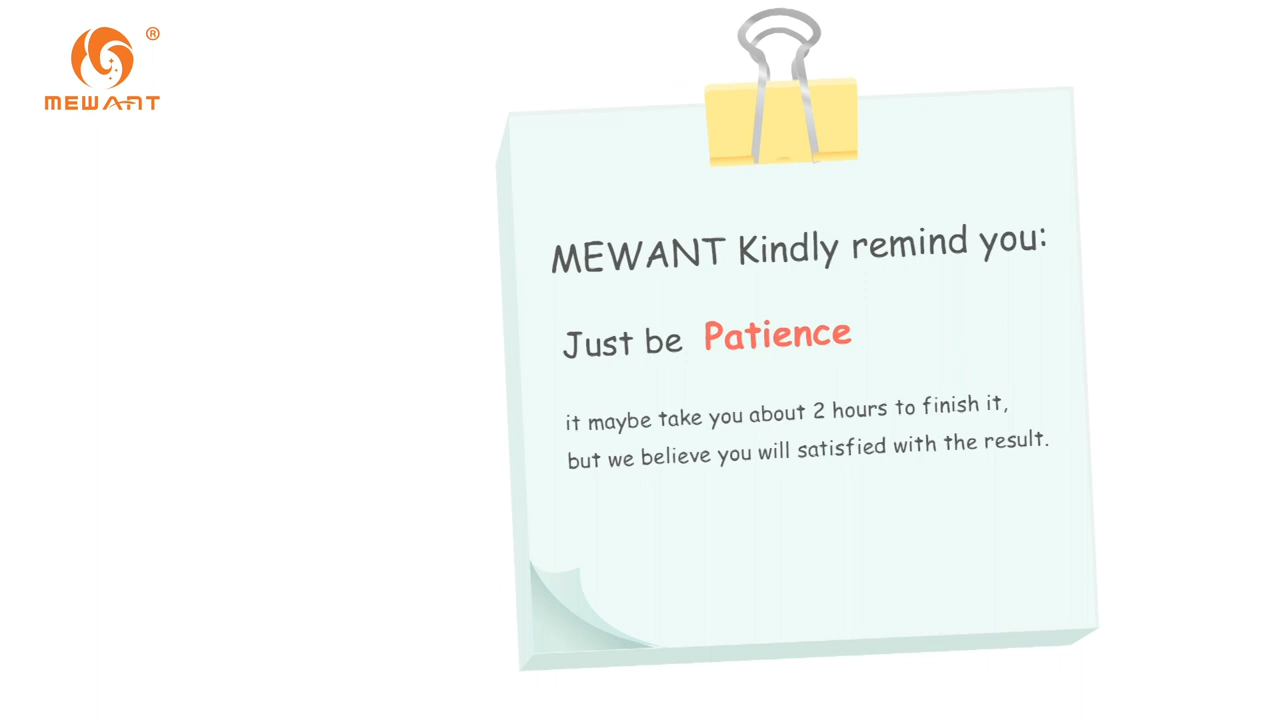 ®
MEWANT
MEWANT Kindly remind you:
Just be Patience
it maybe take you about 2 hours to finish it,
but we believe you will satisfied with the result.